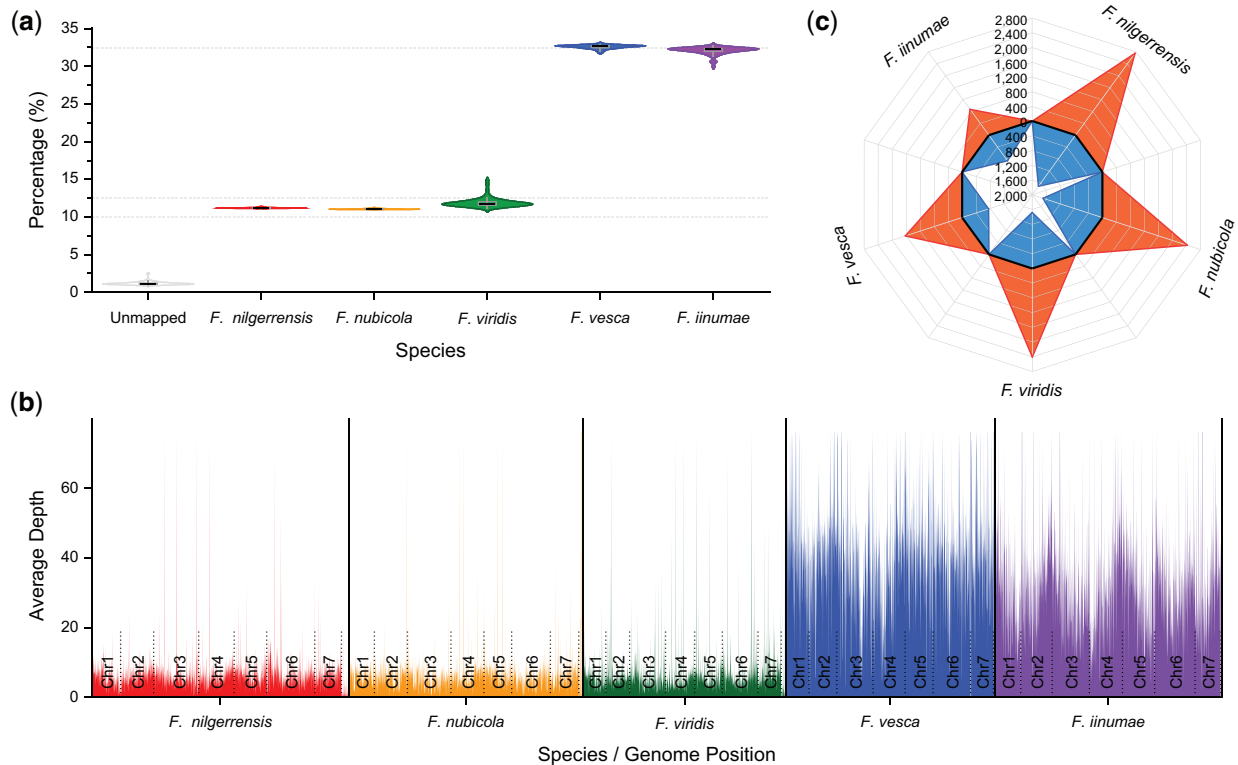 (a)
35
30
25
20
15
10
5
0
Percentage (%)
Unmapped F. nilgerrensis F. nubicola F. viridis F. vesca F. iinumae
Species
(c)
2,800
2,400
2,000
1,600
1,200
800
400
0
400
800
1,200
1,600
2,000
F. iinumae
F. nilgerrensis
F. nubicola
F. viridis
F. vesca
(b)
60
40
20
0
Average Depth
Chr1 Chr2 Chr3 Chr4 Chr5 Chr6 Chr7
Chr1 Chr2 Chr3 Chr4 Chr5 Chr6 Chr7
Chr1 Chr2 Chr3 Chr4 Chr5 Chr6 Chr7
Chr1 Chr2 Chr3 Chr4 Chr5 Chr6 Chr7
Chr1 Chr2 Chr3 Chr4 Chr5 Chr6 Chr7
F. nilgerrensis F. nubicola F. viridis F. vesca F. iinumae
Species / Genome Position